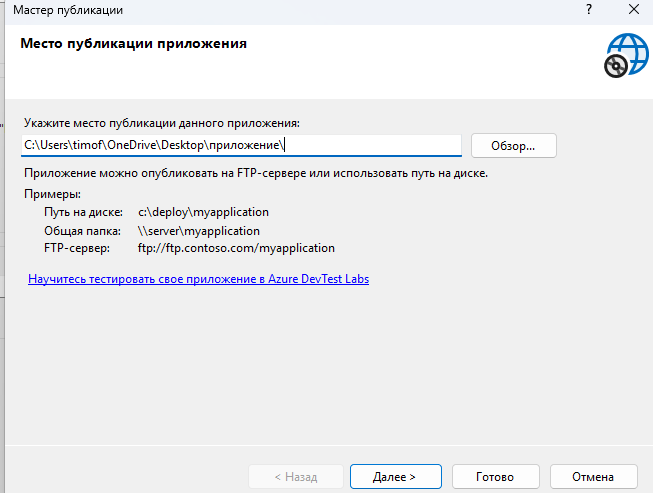 Мастер публикации
?
Место публикации приложения
Укажите место публикации данного приложения:
C:\Users\timof\OneDrive\Desktop\приложение\
Обзор...
Приложение можно опубликовать на FTP-сервере или использовать путь на диске.
Примеры:
Путь на диске: c:\deploy\myapplication
Общая папка: \\server\myapplication
FTP-сервер: ftp://ftp.contoso.com/myapplication
Научитесь тестировать свое приложение в Azure DevTest Labs
< Назад
Далее >
Готово
Отмена